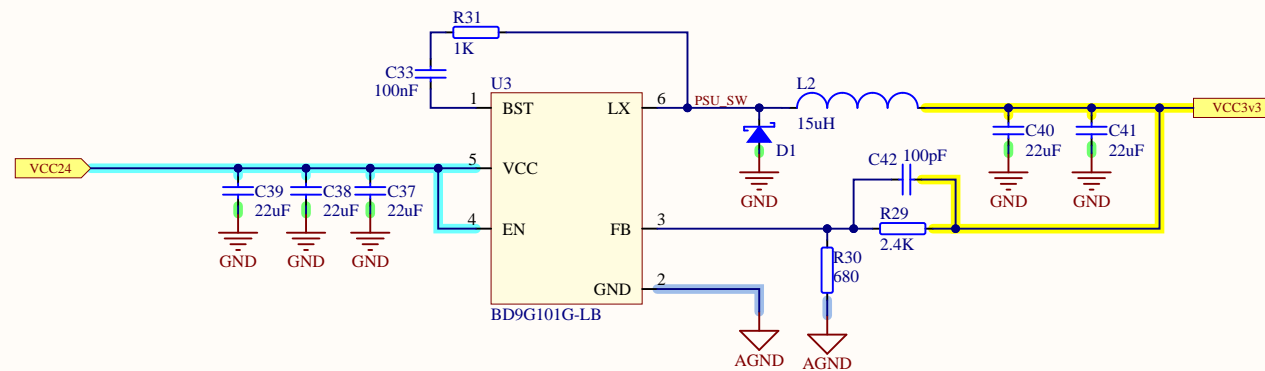 R31
1K
C33
100nF
U3
L2
1
BST
LX
6
PSU_SW
VCC3v3
15uH
C40
22uF
C41
22uF
D1
C42
100pF
5
VCC
VCC24
GND
GND
GND
C39
22uF
C38
22uF
C37
22uF
R29
2.4K
4
EN
FB
3
GND
GND
GND
R30
680
GND
2
BD9G101G-LB
AGND
AGND